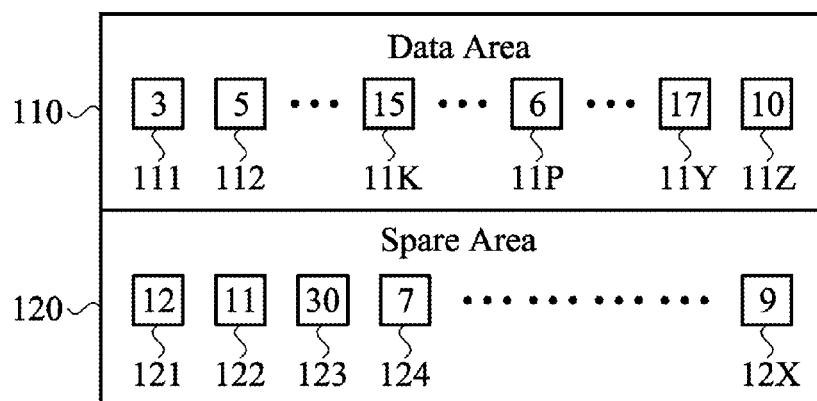 Data Area
3 5 ••• 15 ••• 6 ••• 17 10
110
111 112 11K 11P 11Y 11Z
Spare Area
12 11 30 7 ••• ••• ••• ••• 9
120
121 122 123 124 12X